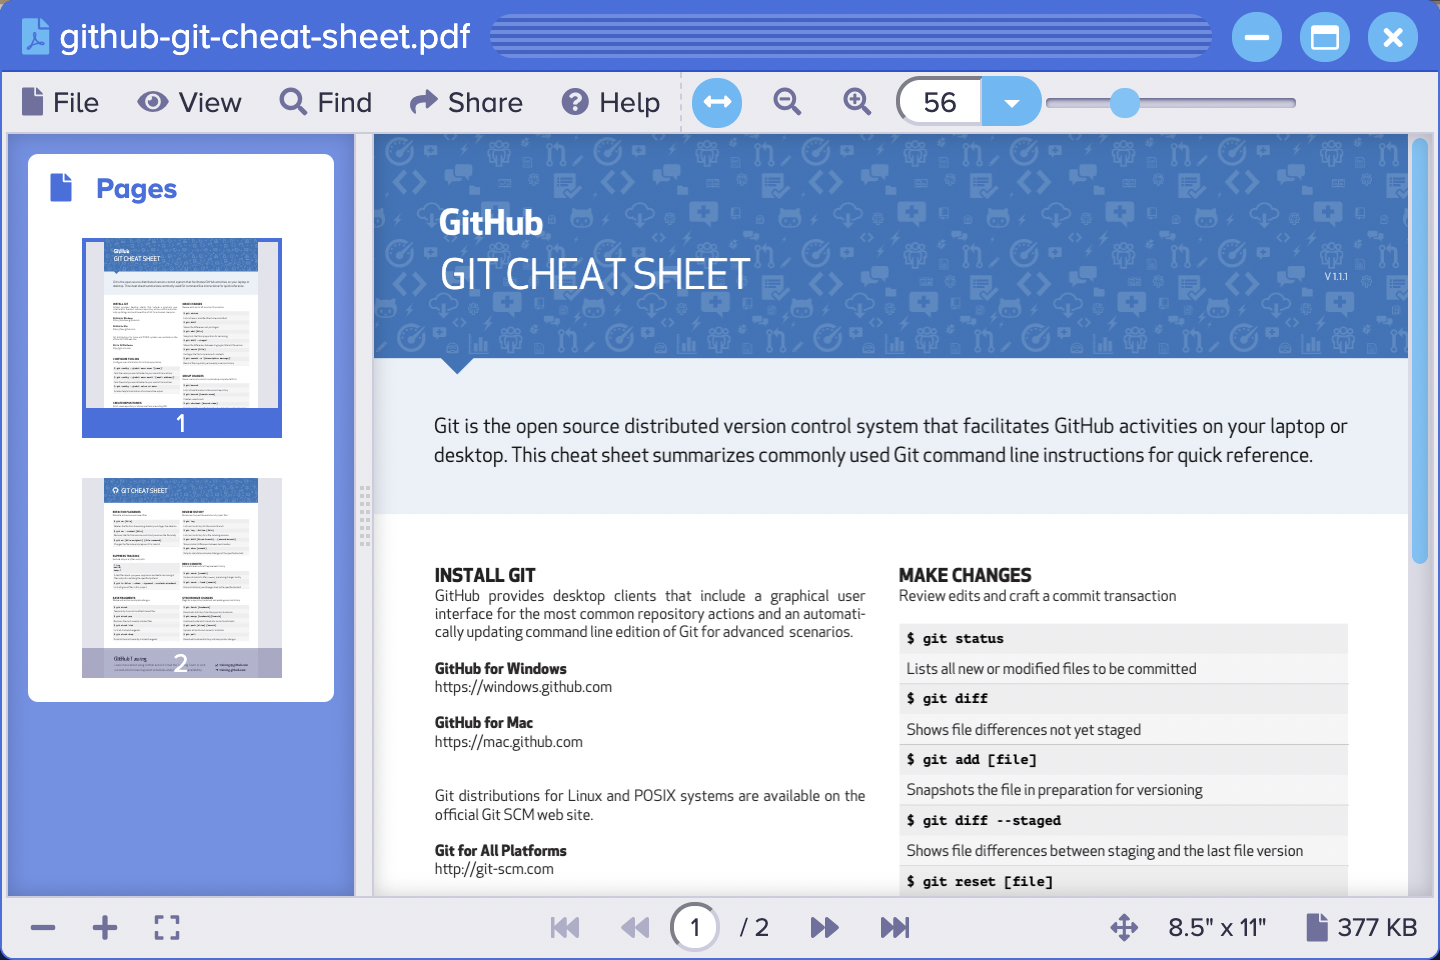 github-git-cheat-sheet.pdf
File View Find Share Help 56
Pages
GitHub
GIT CHEAT SHEET
1
GIT CHEAT SHEET
2
GitHub
GIT CHEAT SHEET
V 1.1.1
Git is the open source distributed version control system that facilitates GitHub activities on your laptop or
desktop. This cheat sheet summarizes commonly used Git command line instructions for quick reference.
INSTALL GIT
GitHub provides desktop clients that include a graphical user
interface for the most common repository actions and an automati-
cally updating command line edition of Git for advanced scenarios.
GitHub for Windows
https://windows.github.com
GitHub for Mac
https://mac.github.com
Git distributions for Linux and POSIX systems are available on the
official Git SCM web site.
Git for All Platforms
http://git-scm.com
MAKE CHANGES
Review edits and craft a commit transaction
$ git status
Lists all new or modified files to be committed
$ git diff
Shows file differences not yet staged
$ git add [file]
Snapshots the file in preparation for versioning
$ git diff --staged
Shows file differences between staging and the last file version
$ git reset [file]
1 / 2 8.5" x 11" 377 KB